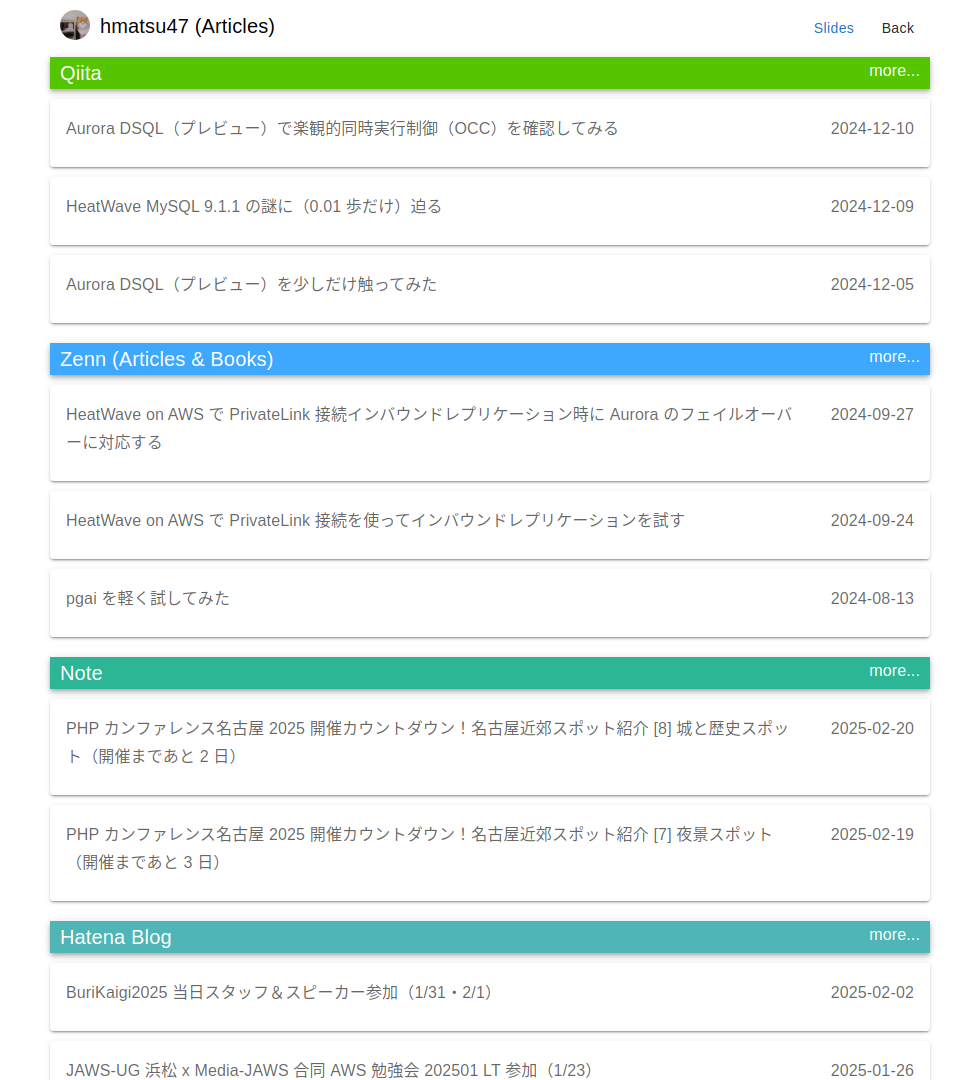 hmatsu47 (Articles)
Slides
Back
Qiita
more...
Aurora DSQL（プレビュー）で楽観的同時実行制御（OCC）を確認してみる
2024-12-10
HeatWave MySQL 9.1.1 の謎に（0.01 歩だけ）迫る
2024-12-09
Aurora DSQL（プレビュー）を少しだけ触ってみた
2024-12-05
Zenn (Articles & Books)
more...
HeatWave on AWS で PrivateLink 接続インバウンドレプリケーション時に Aurora のフェイルオーバ
2024-09-27
ーに対応する
HeatWave on AWS で PrivateLink 接続を使ってインバウンドレプリケーションを試す
2024-09-24
pgai を軽く試してみた
2024-08-13
Note
more...
PHP カンファレンス名古屋 2025 開催カウントダウン！名古屋近郊スポット紹介 [8] 城と歴史スポッ
2025-02-20
ト（開催まであと 2 日）
PHP カンファレンス名古屋 2025 開催カウントダウン！名古屋近郊スポット紹介 [7] 夜景スポット
2025-02-19
（開催まであと 3 日）
Hatena Blog
more...
BuriKaigi2025 当日スタッフ＆スピーカー参加（1/31・2/1）
2025-02-02
JAWS-UG 浜松 x Media-JAWS 合同 AWS 勉強会 202501 LT 参加（1/23）
2025-01-26